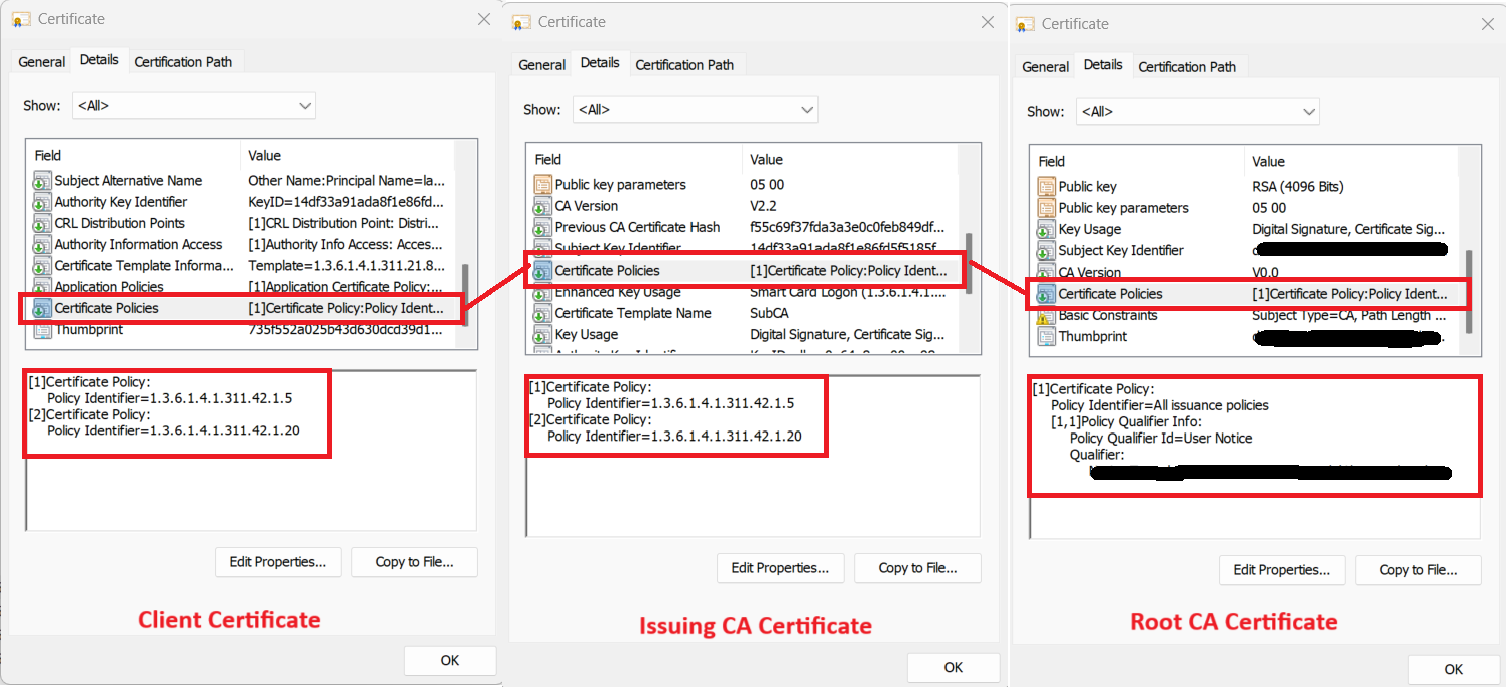 Certificate
General Details Certification Path
Show: <All>
Field Value
Subject Alternative Name Other Name:Principal Name=la...
Authority Key Identifier KeyID=14df33a91ada8f1e86fd...
CRL Distribution Points [1]CRL Distribution Point: Distri...
Authority Information Access [1]Authority Info Access: Acces...
Certificate Template Informa... Template=1.3.6.1.4.1.311.21.8...
Application Policies [1]Application Certificate Policy:...
Certificate Policies [1]Certificate Policy:Policy Ident...
Thumbprint 735f552a025b43d630dcd39d1...
[1]Certificate Policy:
Policy Identifier=1.3.6.1.4.1.311.42.1.5
[2]Certificate Policy:
Policy Identifier=1.3.6.1.4.1.311.42.1.20
Edit Properties... Copy to File...
Client Certificate
OK
Certificate
General Details Certification Path
Show: <All>
Field Value
Public key parameters 05 00
CA Version V2.2
Previous CA Certificate Hash f55c69f37fda3a3e0c0feb849df...
Subject Key Identifier 14df33a91ada8f1e86fd5f5185f
Certificate Policies [1]Certificate Policy:Policy Ident...
Enhanced Key Usage Smart Card Logon (1.3.6.1.4.1....
Certificate Template Name SubCA
Key Usage Digital Signature, Certificate Sig...
Authority Key Identifier
[1]Certificate Policy:
Policy Identifier=1.3.6.1.4.1.311.42.1.5
[2]Certificate Policy:
Policy Identifier=1.3.6.1.4.1.311.42.1.20
Edit Properties... Copy to File...
Issuing CA Certificate
OK
Certificate
General Details Certification Path
Show: <All>
Field Value
Public key RSA (4096 Bits)
Public key parameters 05 00
Key Usage Digital Signature, Certificate Sig...
Subject Key Identifier
CA Version V0.0
Certificate Policies [1]Certificate Policy:Policy Ident...
Basic Constraints Subject Type=CA, Path Length ...
Thumbprint
[1]Certificate Policy:
Policy Identifier=All issuance policies
[1,1]Policy Qualifier Info:
Policy Qualifier Id=User Notice
Qualifier:
Edit Properties... Copy to File...
Root CA Certificate
OK